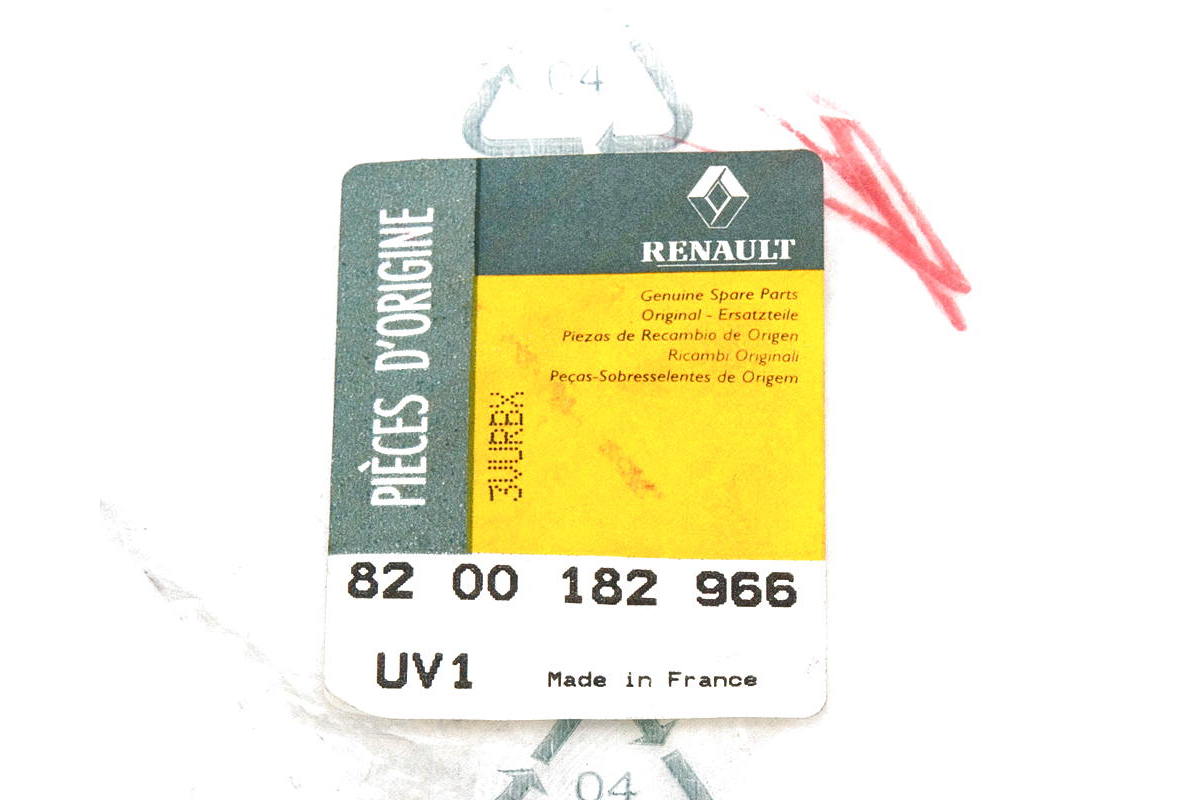 04
PIÈCES D'ORIGINE
RENAULT
Genuine Spare Parts
Original - Ersatzteile
Piezas de Recambio de Origen
Ricambi Originali
Peças-Sobresselentes de Origem
3VURBX
82 00 182 966
UV1 Made in France
04